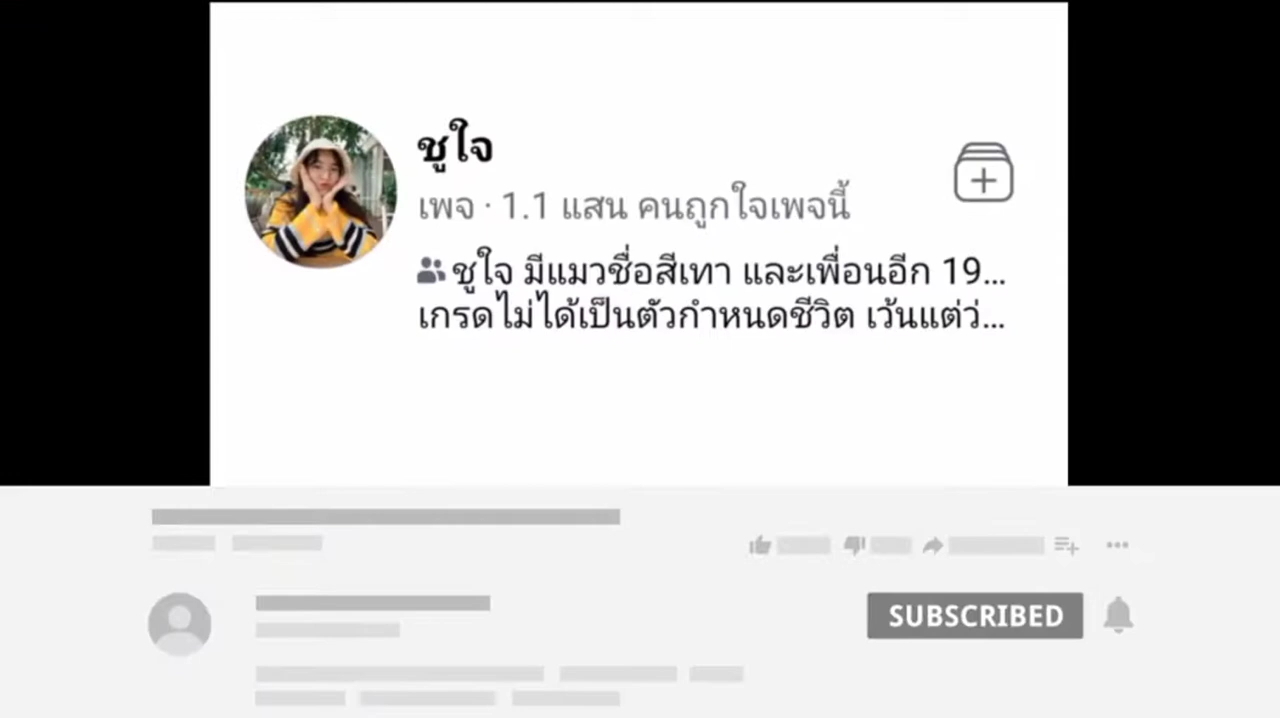 ชูใจ
เพจ · 1.1 แสน คนถูกใจเพจนี้
ชูใจ มีแมวชื่อสีเทา และเพื่อนอีก 19...
เกรดไม่ได้เป็นตัวกำหนดชีวิต เว้นแต่ว่...
SUBSCRIBED